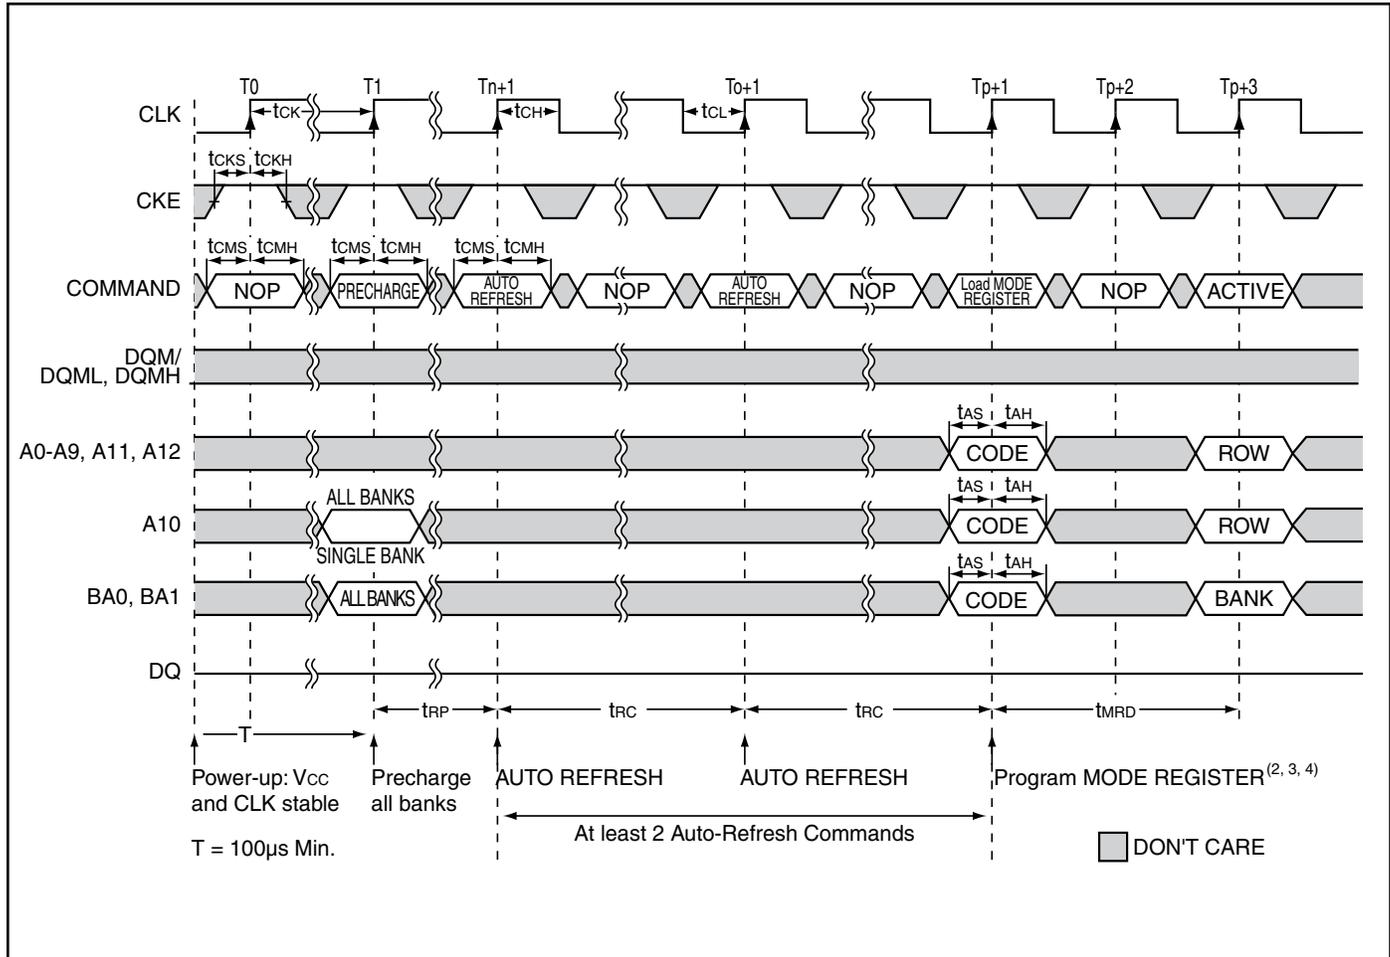 T0 T1 Tn+1 To+1 Tp+1 Tp+2 Tp+3
CLK tCK tCH tCL
tCKS tCKH
CKE
tCMS tCMH tCMS tCMH tCMS tCMH
COMMAND NOP PRECHARGE AUTO REFRESH NOP AUTO REFRESH NOP Load MODE REGISTER NOP ACTIVE
DQM/
DQML, DQMH
tAS tAH
A0-A9, A11, A12 CODE ROW
ALL BANKS tAS tAH
A10 CODE ROW
SINGLE BANK tAS tAH
BA0, BA1 ALL BANKS CODE BANK
DQ
tRP tRC tRC tMRD
T
Power-up: VCC Precharge AUTO REFRESH AUTO REFRESH Program MODE REGISTER(2, 3, 4)
and CLK stable all banks
At least 2 Auto-Refresh Commands
T = 100µs Min. DON'T CARE